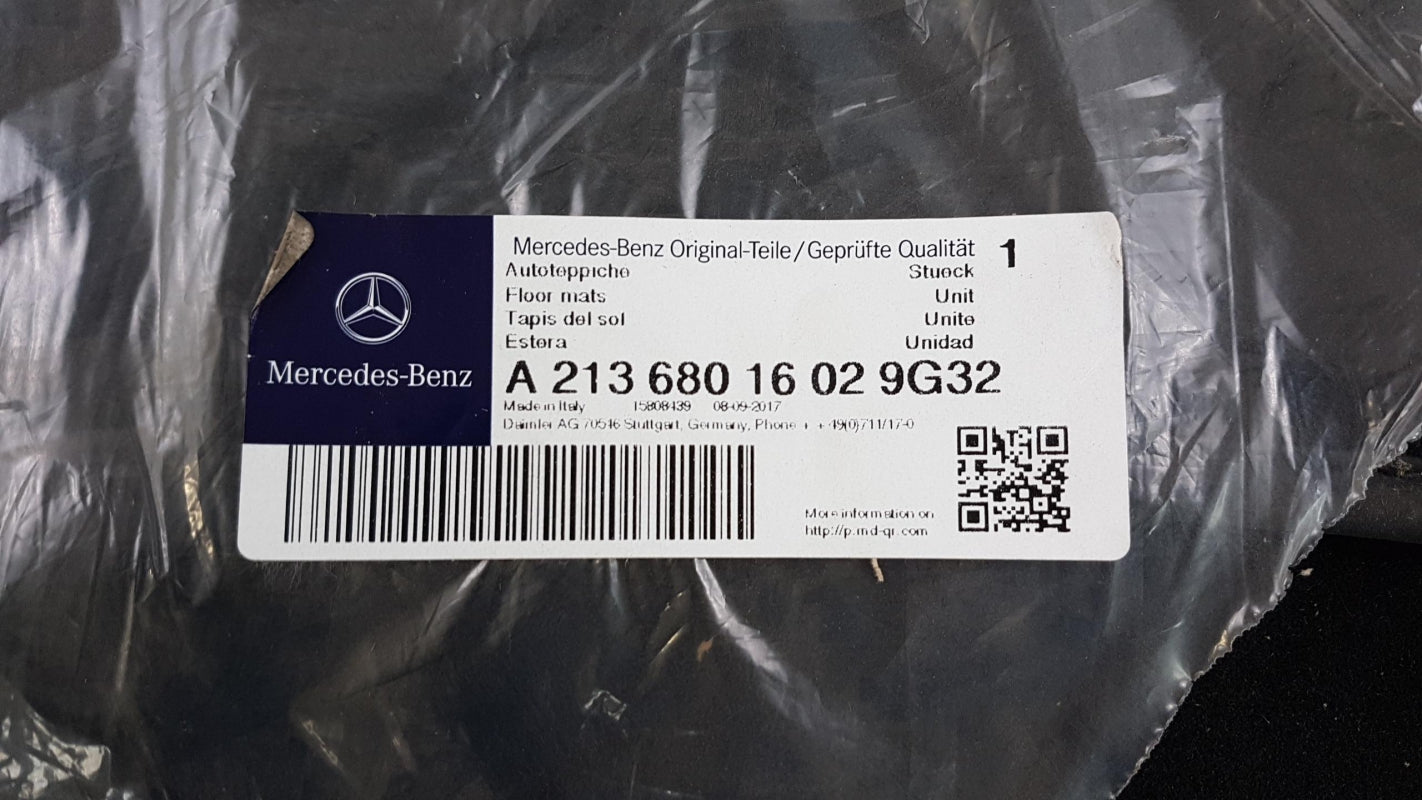 Mercedes-Benz
Mercedes-Benz Original-Teile/Geprüfte Qualität 1
Autoteppiche Stueck
Floor mats Unit
Tapis del sol Unite
Estera Unidad
A 213 680 16 02 9G32
Made in Italy 15808439 08-09-2017
Daimler AG 70546 Stuttgart, Germany, Phone + + 49(0)711/17-0
More information on
http://p.md-qr.com